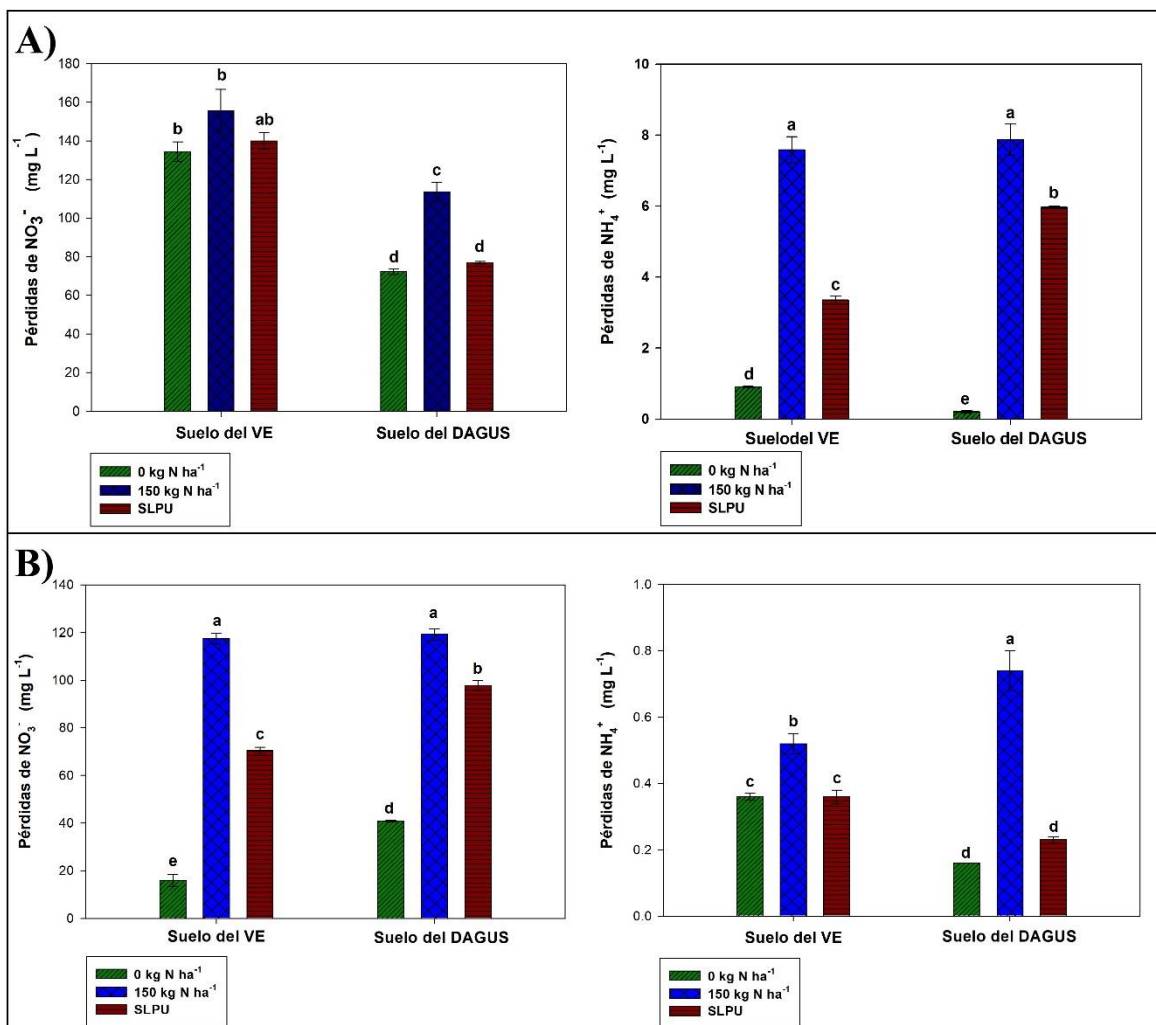 A)
Pérdidas de NO3⁻ (mg L⁻¹)
180
160
140
120
100
80
60
40
20
0
b
b
ab
d
c
d
Suelo del VE
Suelo del DAGUS
0 kg N ha⁻¹
150 kg N ha⁻¹
SLPU
Pérdidas de NH4⁺ (mg L⁻¹)
10
8
6
4
2
0
d
a
c
e
a
b
Suelodel VE
Suelo del DAGUS
0 kg N ha⁻¹
150 kg N ha⁻¹
SLPU
B)
Pérdidas de NO3⁻ (mg L⁻¹)
140
120
100
80
60
40
20
0
e
a
c
d
a
b
Suelo del VE
Suelo del DAGUS
0 kg N ha⁻¹
150 kg N ha⁻¹
SLPU
Pérdidas de NH4⁺ (mg L⁻¹)
1.0
0.8
0.6
0.4
0.2
0.0
c
b
c
d
a
d
Suelo del VE
Suelo del DAGUS
0 kg N ha⁻¹
150 kg N ha⁻¹
SLPU